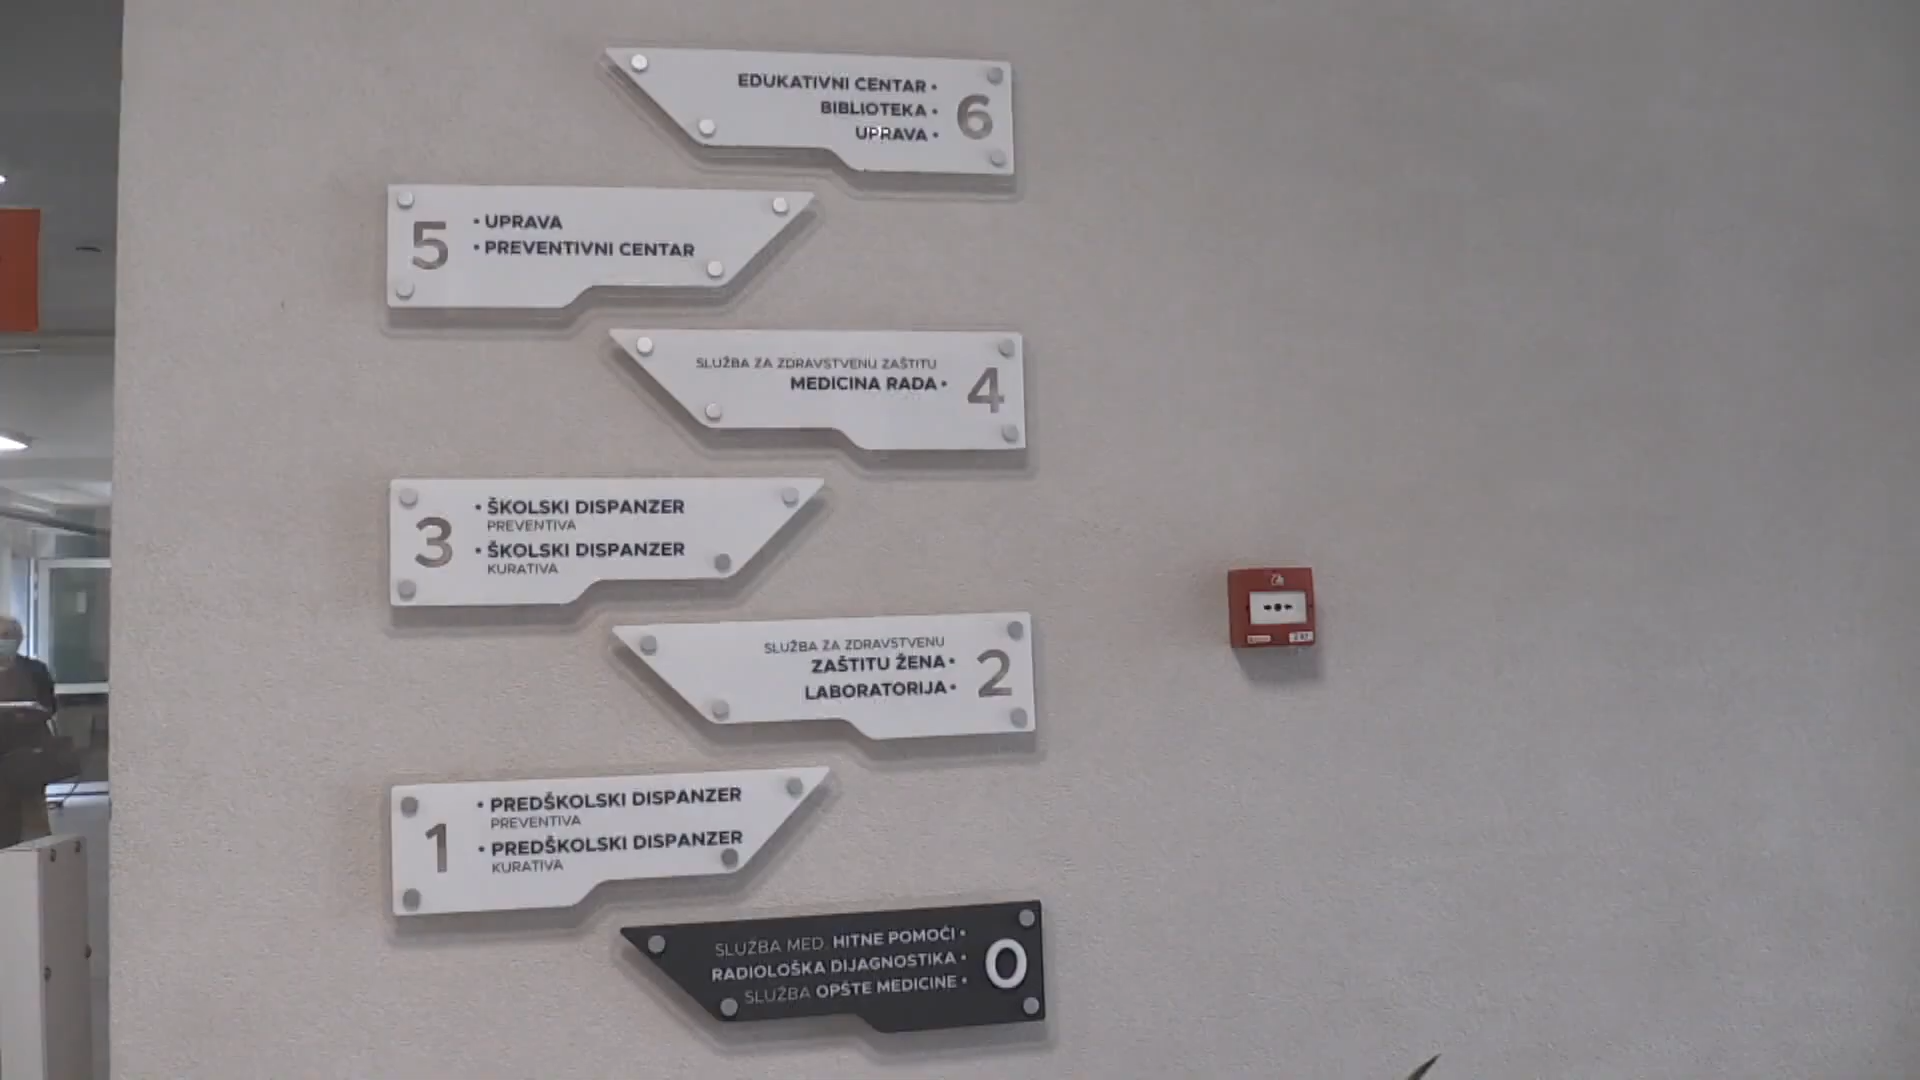 EDUKATIVNI CENTAR •
BIBLIOTEKA •
UPRAVA •
6
5
• UPRAVA
• PREVENTIVNI CENTAR
SLUŽBA ZA ZDRAVSTVENU ZAŠTITU
MEDICINA RADA •
4
3
• ŠKOLSKI DISPANZER
PREVENTIVA
• ŠKOLSKI DISPANZER
KURATIVA
SLUŽBA ZA ZDRAVSTVENU
ZAŠTITU ŽENA •
LABORATORIJA •
2
1
• PREDŠKOLSKI DISPANZER
PREVENTIVA
• PREDŠKOLSKI DISPANZER
KURATIVA
SLUŽBA MED. HITNE POMOĆI •
RADIOLOŠKA DIJAGNOSTIKA •
SLUŽBA OPŠTE MEDICINE •
0